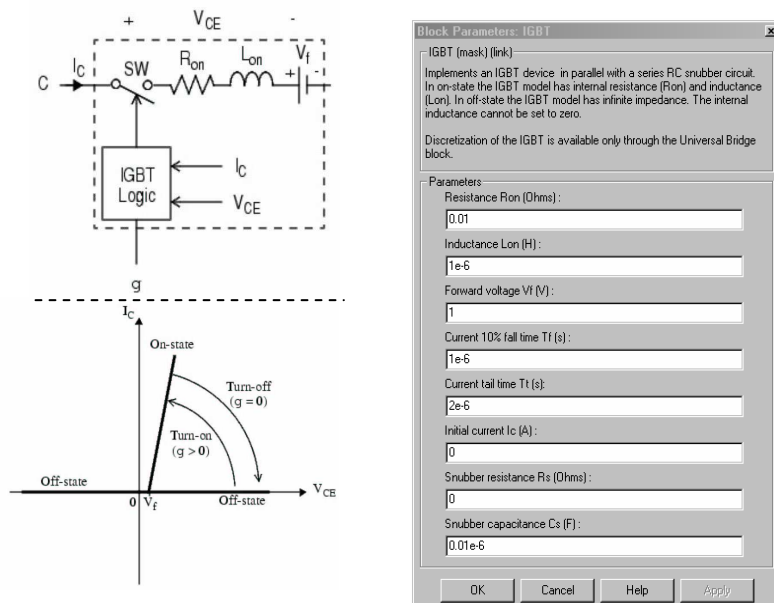 + V_CE -
C I_C SW R_on L_on V_f
+ -
IGBT
Logic
I_C
V_CE
g
I_C
On-state
Turn-off
(g = 0)
Turn-on
(g > 0)
Off-state
0 V_f
Off-state
V_CE
Block Parameters: IGBT
IGBT (mask) (link)
Implements an IGBT device in parallel with a series RC snubber circuit.
In on-state the IGBT model has internal resistance (Ron) and inductance
(Lon). In off-state the IGBT model has infinite impedance. The internal
inductance cannot be set to zero.
Discretization of the IGBT is available only through the Universal Bridge
block.
Parameters
Resistance Ron (Ohms) :
0.01
Inductance Lon (H) :
1e-6
Forward voltage Vf (V) :
1
Current 10% fall time Tf (s) :
1e-6
Current tail time Tt (s):
2e-6
Initial current Ic (A) :
0
Snubber resistance Rs (Ohms) :
0
Snubber capacitance Cs (F) :
0.01e-6
OK Cancel Help Apply